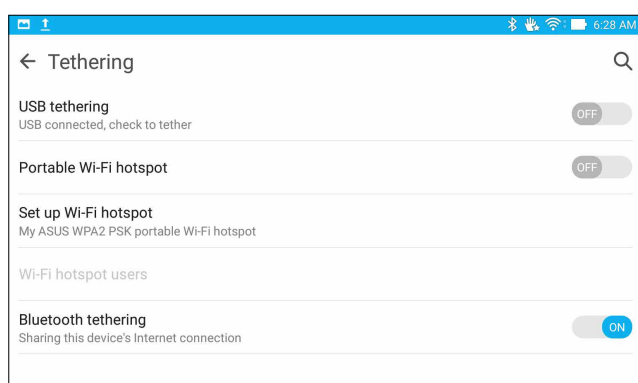 6:28 AM
Tethering
USB tethering
OFF
USB connected, check to tether
Portable Wi-Fi hotspot
OFF
Set up Wi-Fi hotspot
My ASUS WPA2 PSK portable Wi-Fi hotspot
Wi-Fi hotspot users
Bluetooth tethering
ON
Sharing this device's Internet connection